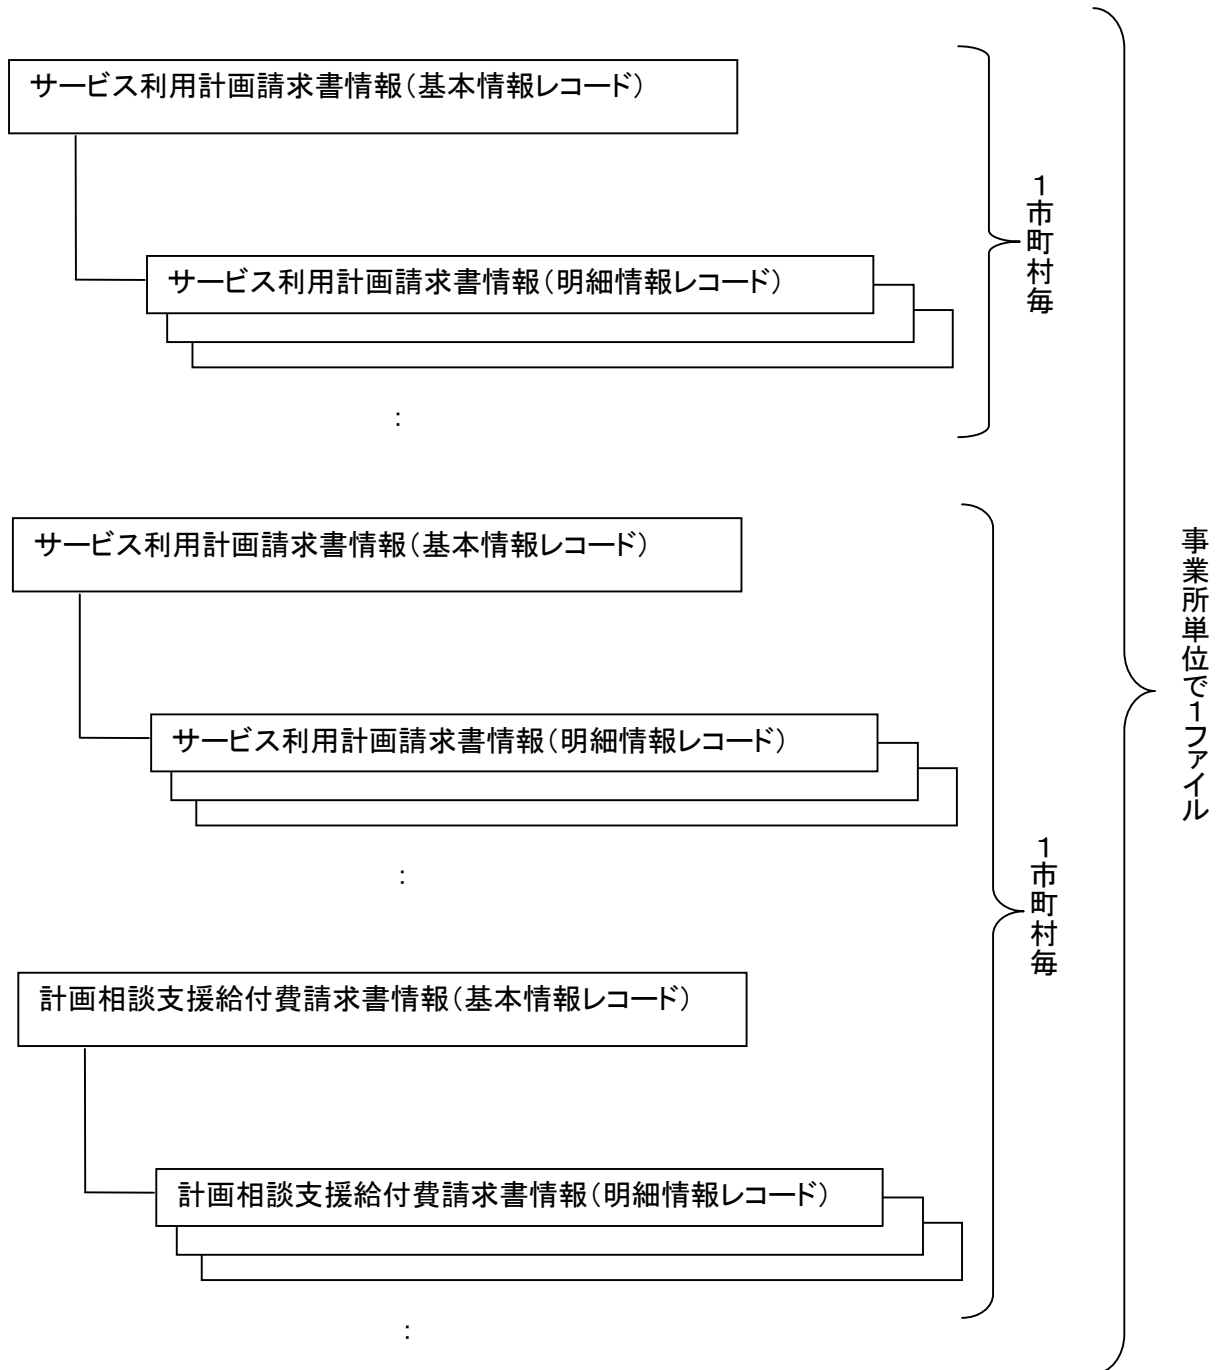 サービス利用計画請求書情報（基本情報レコード）
サービス利用計画請求書情報（明細情報レコード）
：
１市町村毎
サービス利用計画請求書情報（基本情報レコード）
サービス利用計画請求書情報（明細情報レコード）
：
計画相談支援給付費請求書情報（基本情報レコード）
計画相談支援給付費請求書情報（明細情報レコード）
：
１市町村毎
事業所単位で１ファイル